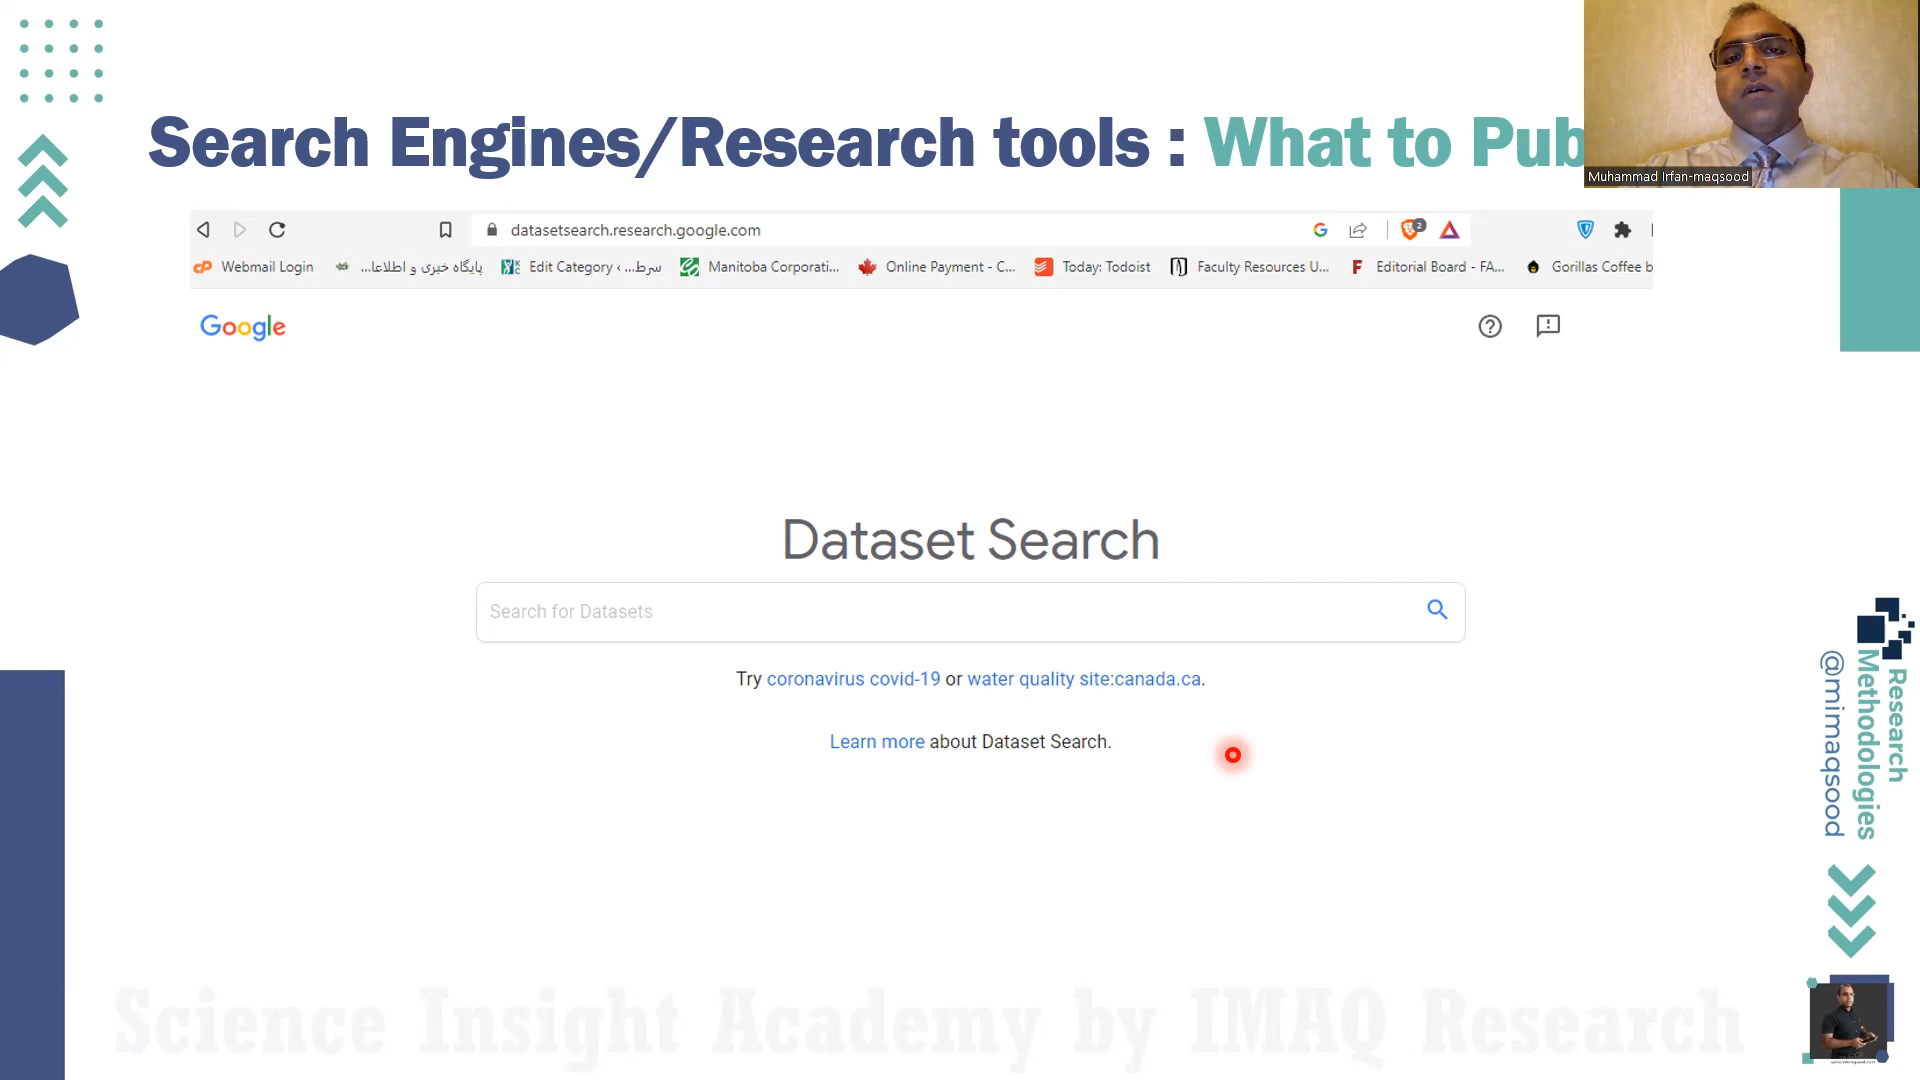 Search Engines/Research tools : What to Pub
Muhammad Irfan-maqsood
datasetsearch.research.google.com
2
Webmail Login
پایگاه خبری و اطلاعا...
Edit Category ‹ سرط...
Manitoba Corporati...
Online Payment - C...
Today: Todoist
Faculty Resources U...
Editorial Board - FA...
Gorillas Coffee b
Google
Dataset Search
Search for Datasets
Try coronavirus covid-19 or water quality site:canada.ca.
Learn more about Dataset Search.
Research
Methodologies
@mimaqsood
Science Insight Academy by IMAQ Research